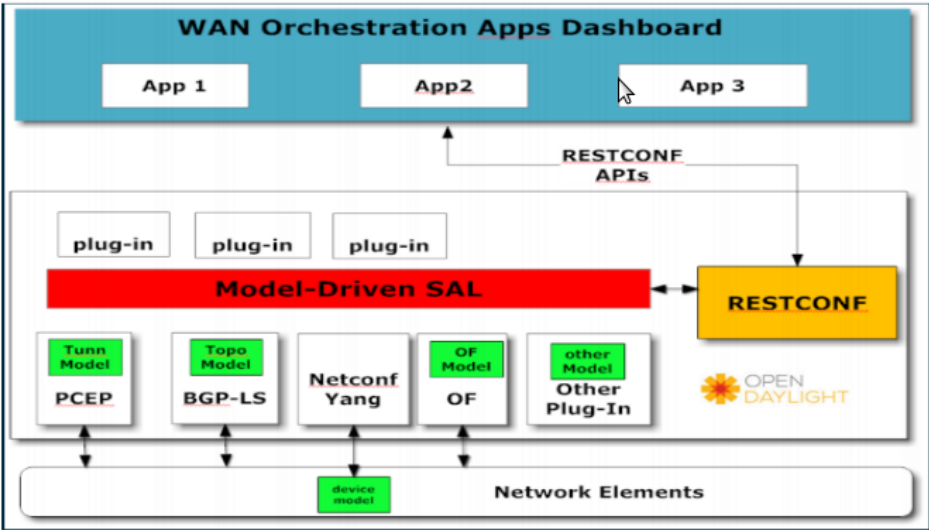 WAN Orchestration Apps Dashboard
App 1
App2
App 3
RESTCONF
APIs
plug-in
plug-in
plug-in
Model-Driven SAL
RESTCONF
Tunn
Model
PCEP
Topo
Model
BGP-LS
Netconf
Yang
OF
Model
OF
other
Model
Other
Plug-In
OPEN
DAYLIGHT
device
model
Network Elements